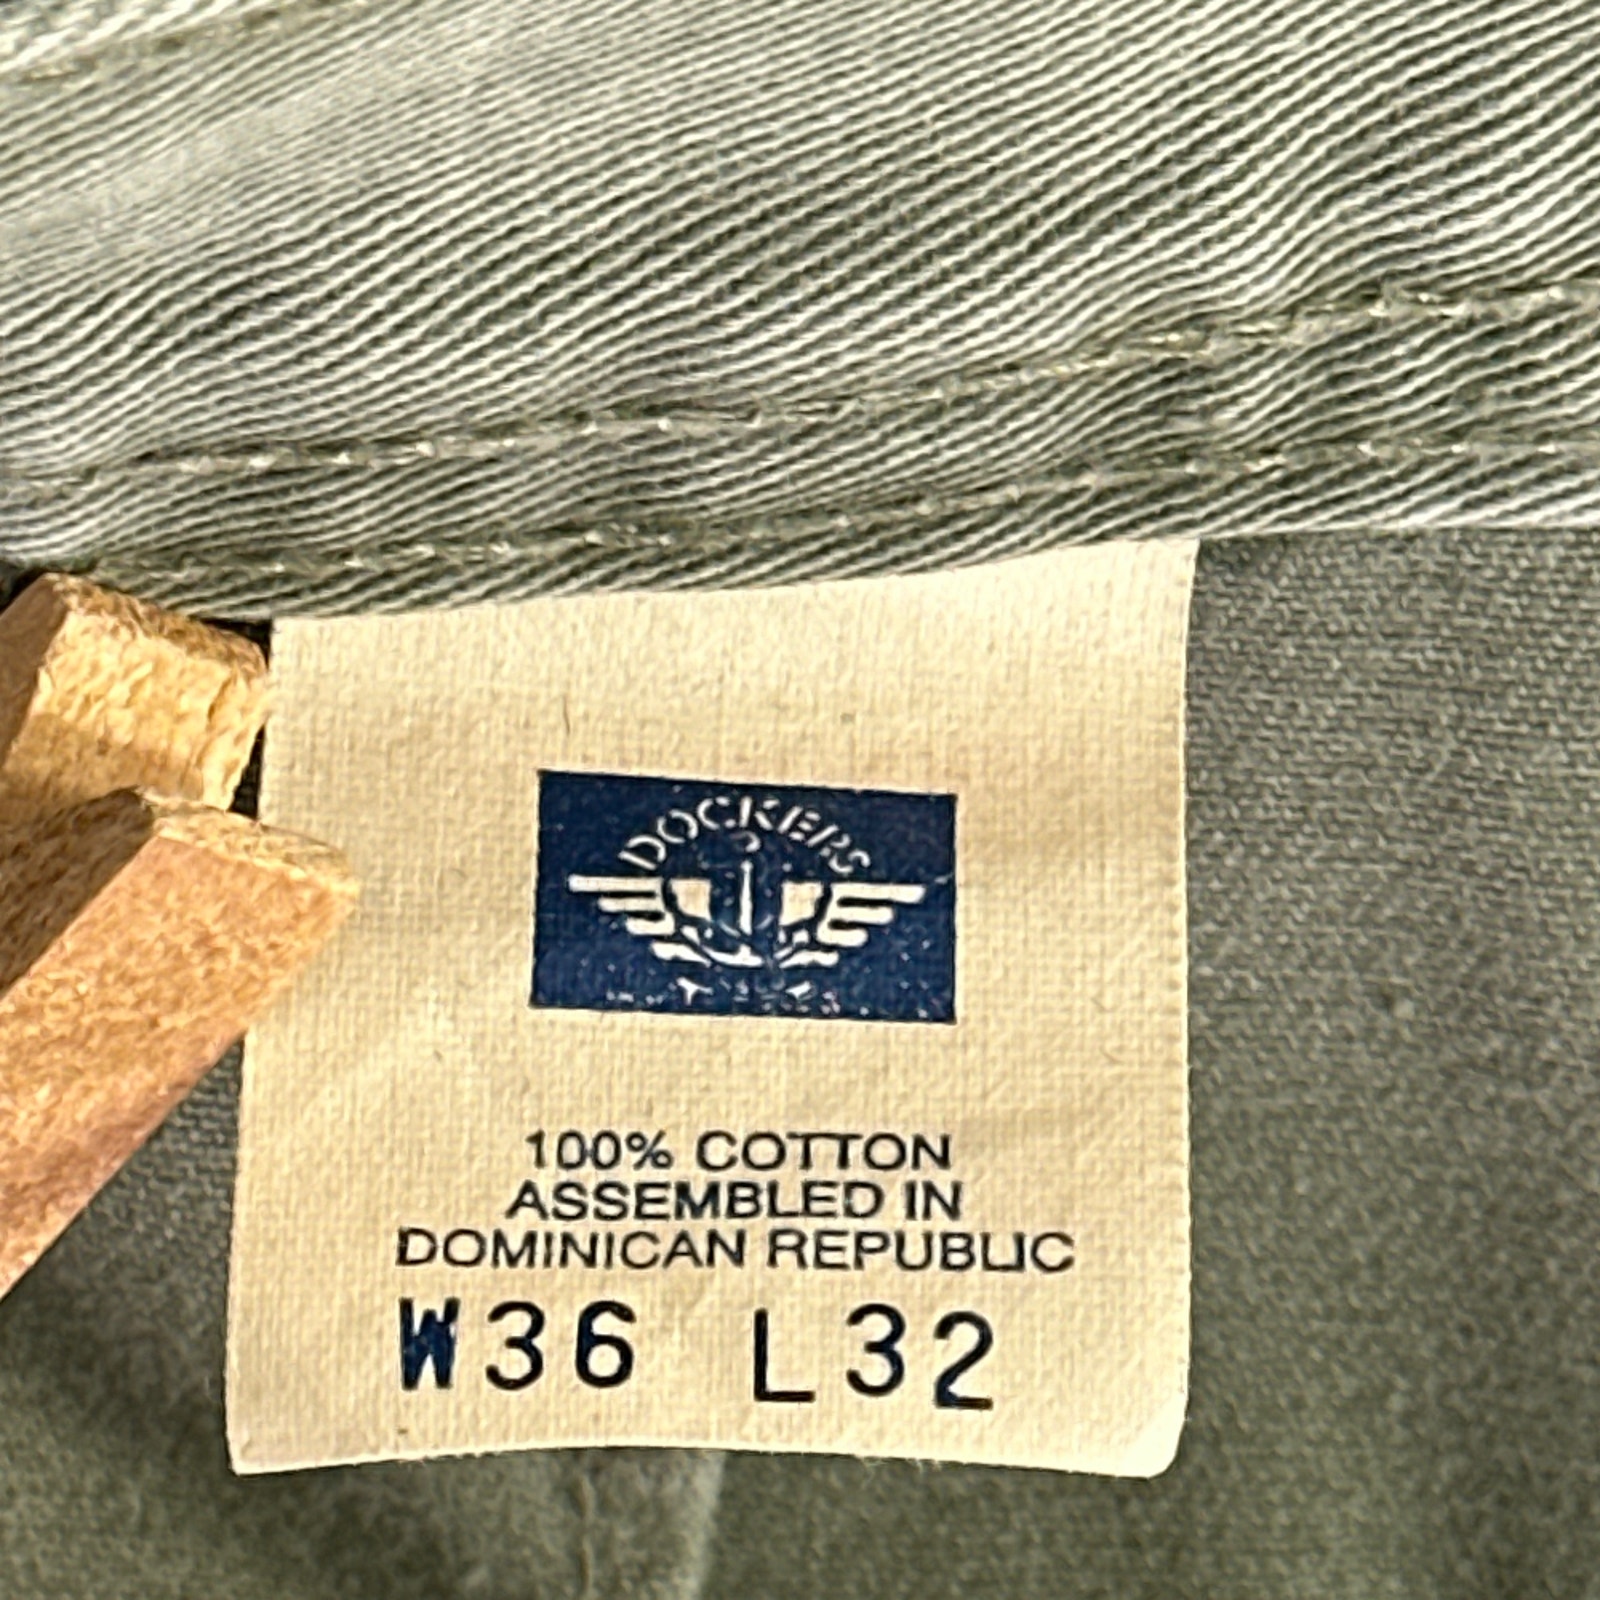 DOCKERS
100% COTTON
ASSEMBLED IN
DOMINICAN REPUBLIC
W36 L32